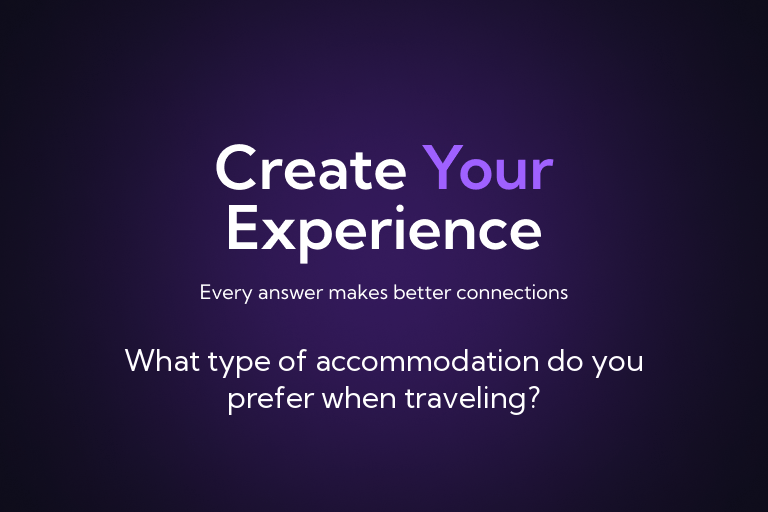 Create Your
Experience
Every answer makes better connections
What type of accommodation do you
prefer when traveling?